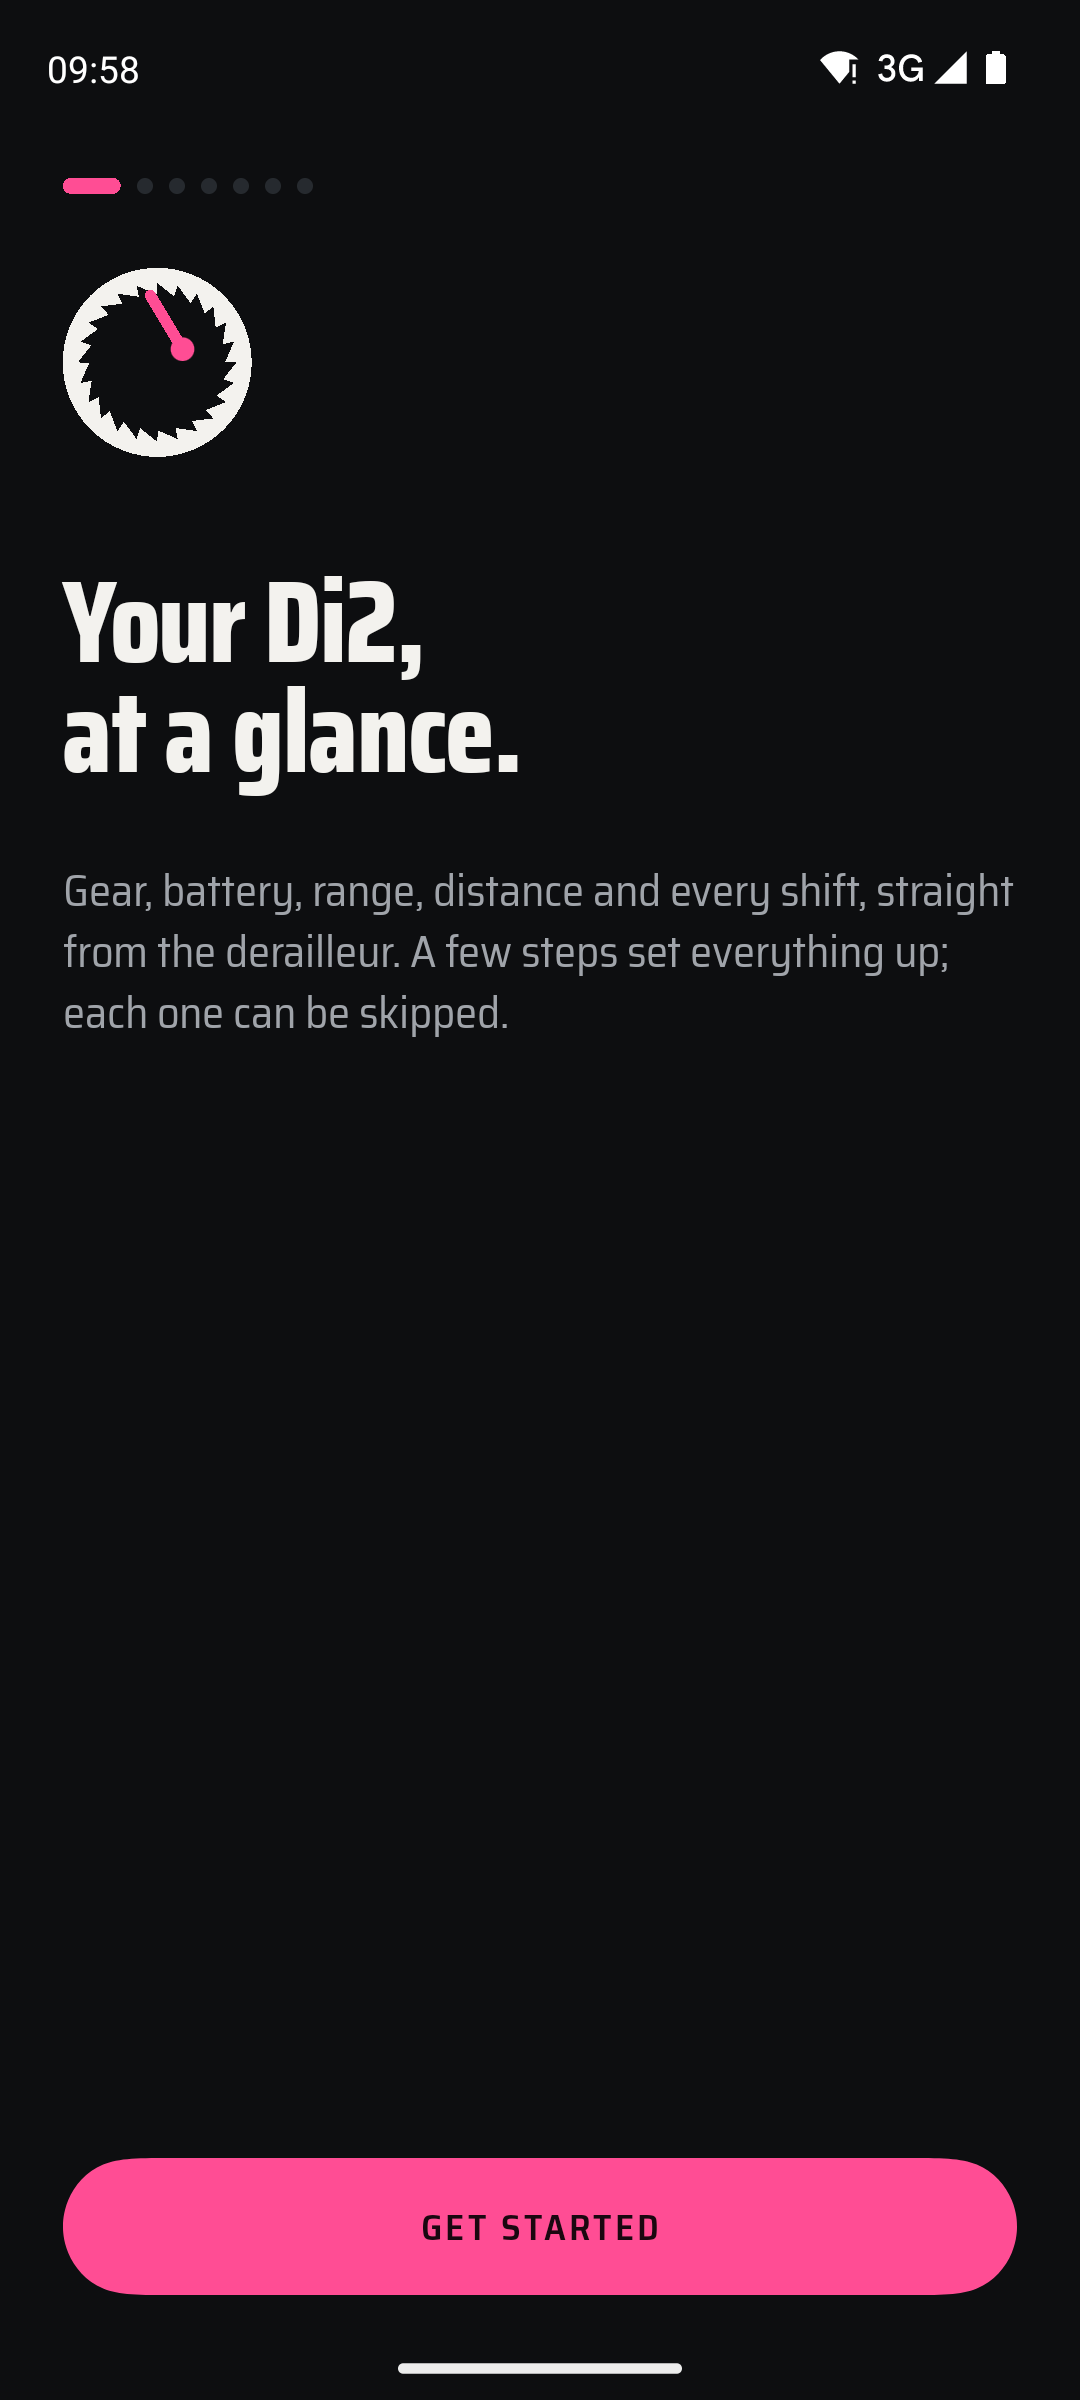 09:58
3G
Your Di2,
at a glance.
Gear, battery, range, distance and every shift, straight
from the derailleur. A few steps set everything up;
each one can be skipped.
GET STARTED